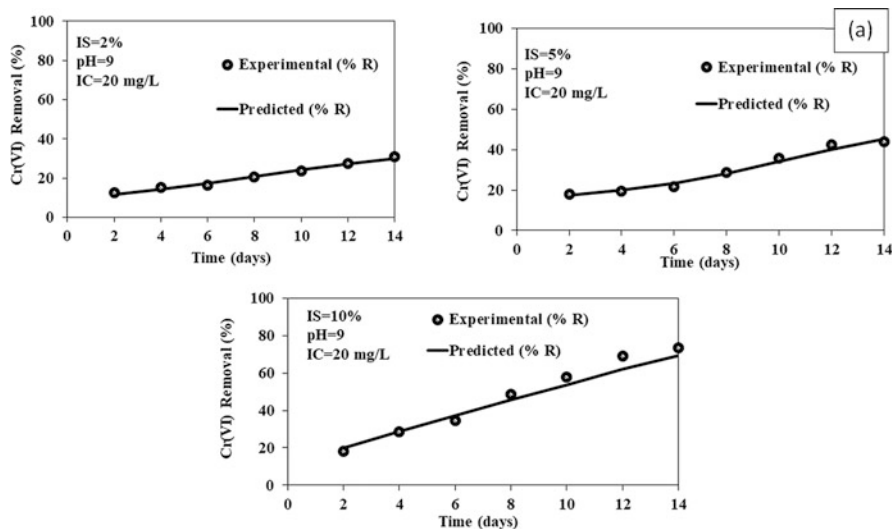 (a)
100
80
60
40
20
0
IS=2%
pH=9
IC=20 mg/L
Experimental (% R)
Predicted (% R)
Cr(VI) Removal (%)
0 2 4 6 8 10 12 14
Time (days)
100
80
60
40
20
0
IS=5%
pH=9
IC=20 mg/L
Experimental (% R)
Predicted (% R)
Cr(VI) Removal (%)
0 2 4 6 8 10 12 14
Time (days)
100
80
60
40
20
0
IS=10%
pH=9
IC=20 mg/L
Experimental (% R)
Predicted (% R)
Cr(VI) Removal (%)
0 2 4 6 8 10 12 14
Time (days)